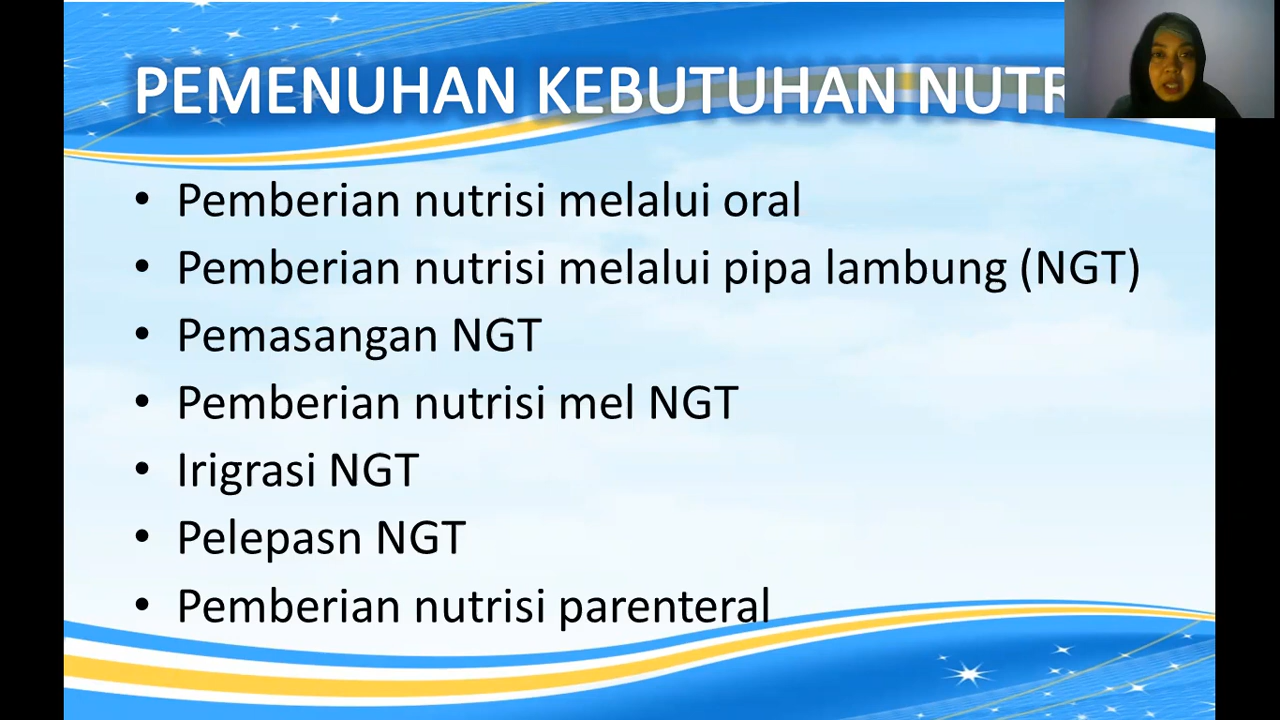 PEMENUHAN KEBUTUHAN
• Pemberian nutrisi melalui oral
• Pemberian nutrisi melalui pipa lambung (NGT)
• Pemasangan NGT
• Pemberian nutrisi mel NGT
• Irigrasi NGT
• Pelepasn NGT
• Pemberian nutrisi parenteral